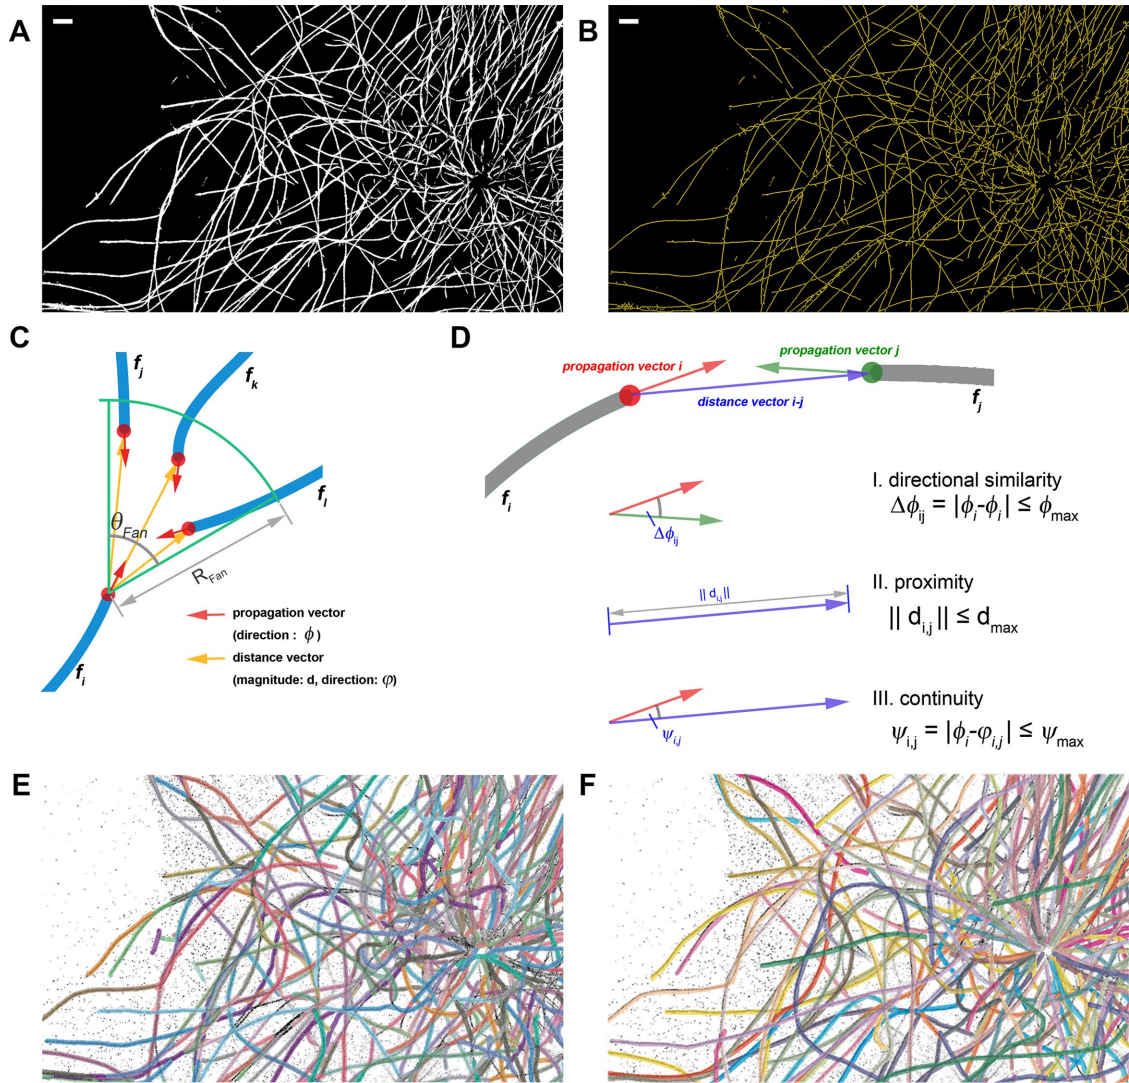 A
B
C
f_j
f_k
f_l
θ_Fan
R_Fan
propagation vector
(direction : ϕ)
distance vector
(magnitude: d, direction: φ)
f_i
D
propagation vector j
propagation vector i
distance vector i-j
f_j
f_i
I. directional similarity
Δϕ_ij = |ϕ_i-ϕ_i| ≤ ϕ_max
Δϕ_ij
|| d_i,j ||
II. proximity
|| d_i,j || ≤ d_max
III. continuity
ψ_i,j = |ϕ_i-φ_i,j| ≤ ψ_max
ψ_i,j
E
F